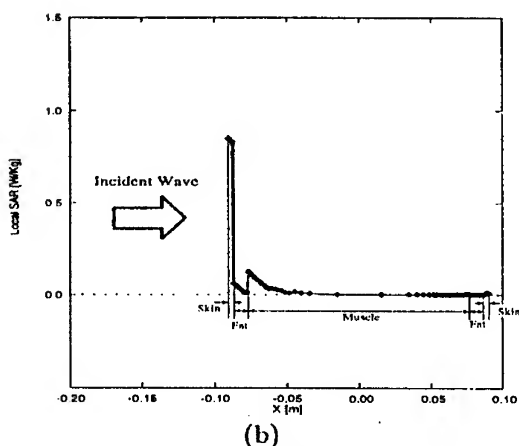 1.5
1.0
Local SAR [W/Kg]
Incident Wave
0.5
0.0
Skin
Skin
Fat
Muscle
Fat
-0.20
-0.15
-0.10
-0.05
0.00
0.05
0.10
X [m]
(b)